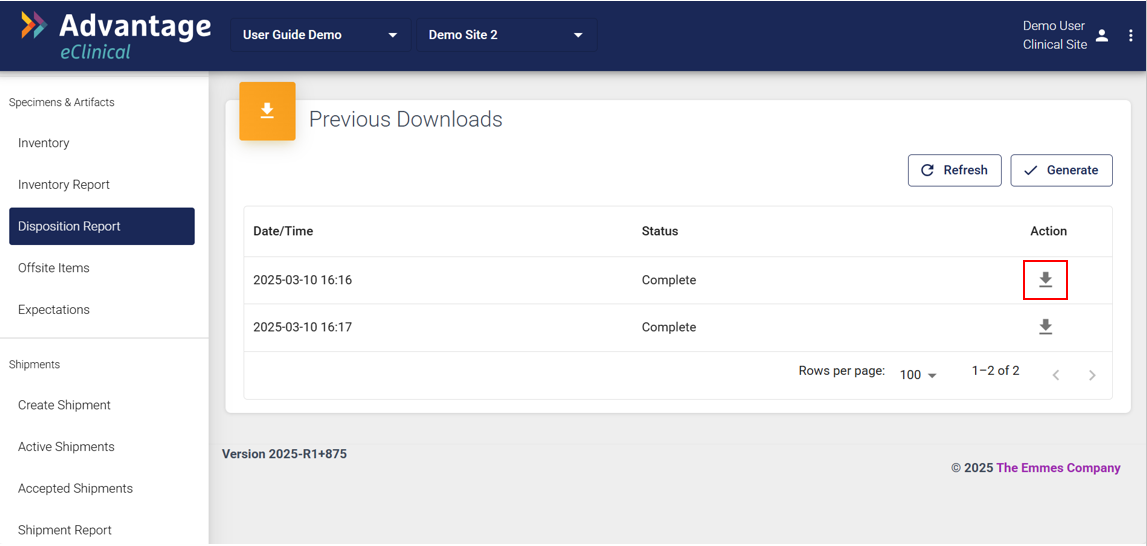 Advantage
eClinical
User Guide Demo
Demo Site 2
Demo User
Clinical Site
Specimens & Artifacts
Inventory
Inventory Report
Disposition Report
Offsite Items
Expectations
Shipments
Create Shipment
Active Shipments
Accepted Shipments
Shipment Report
Previous Downloads
Refresh
Generate
Date/Time Status Action
2025-03-10 16:16 Complete
2025-03-10 16:17 Complete
Rows per page: 100 1–2 of 2
Version 2025-R1+875
© 2025 The Emmes Company